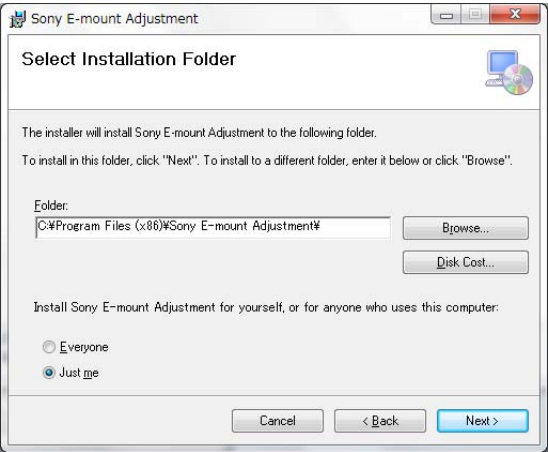 Sony E-mount Adjustment
Select Installation Folder
The installer will install Sony E-mount Adjustment to the following folder.
To install in this folder, click "Next". To install to a different folder, enter it below or click "Browse".
Folder:
C:¥Program Files (x86)¥Sony E-mount Adjustment¥
Browse...
Disk Cost...
Install Sony E-mount Adjustment for yourself, or for anyone who uses this computer:
Everyone
Just me
Cancel
< Back
Next >